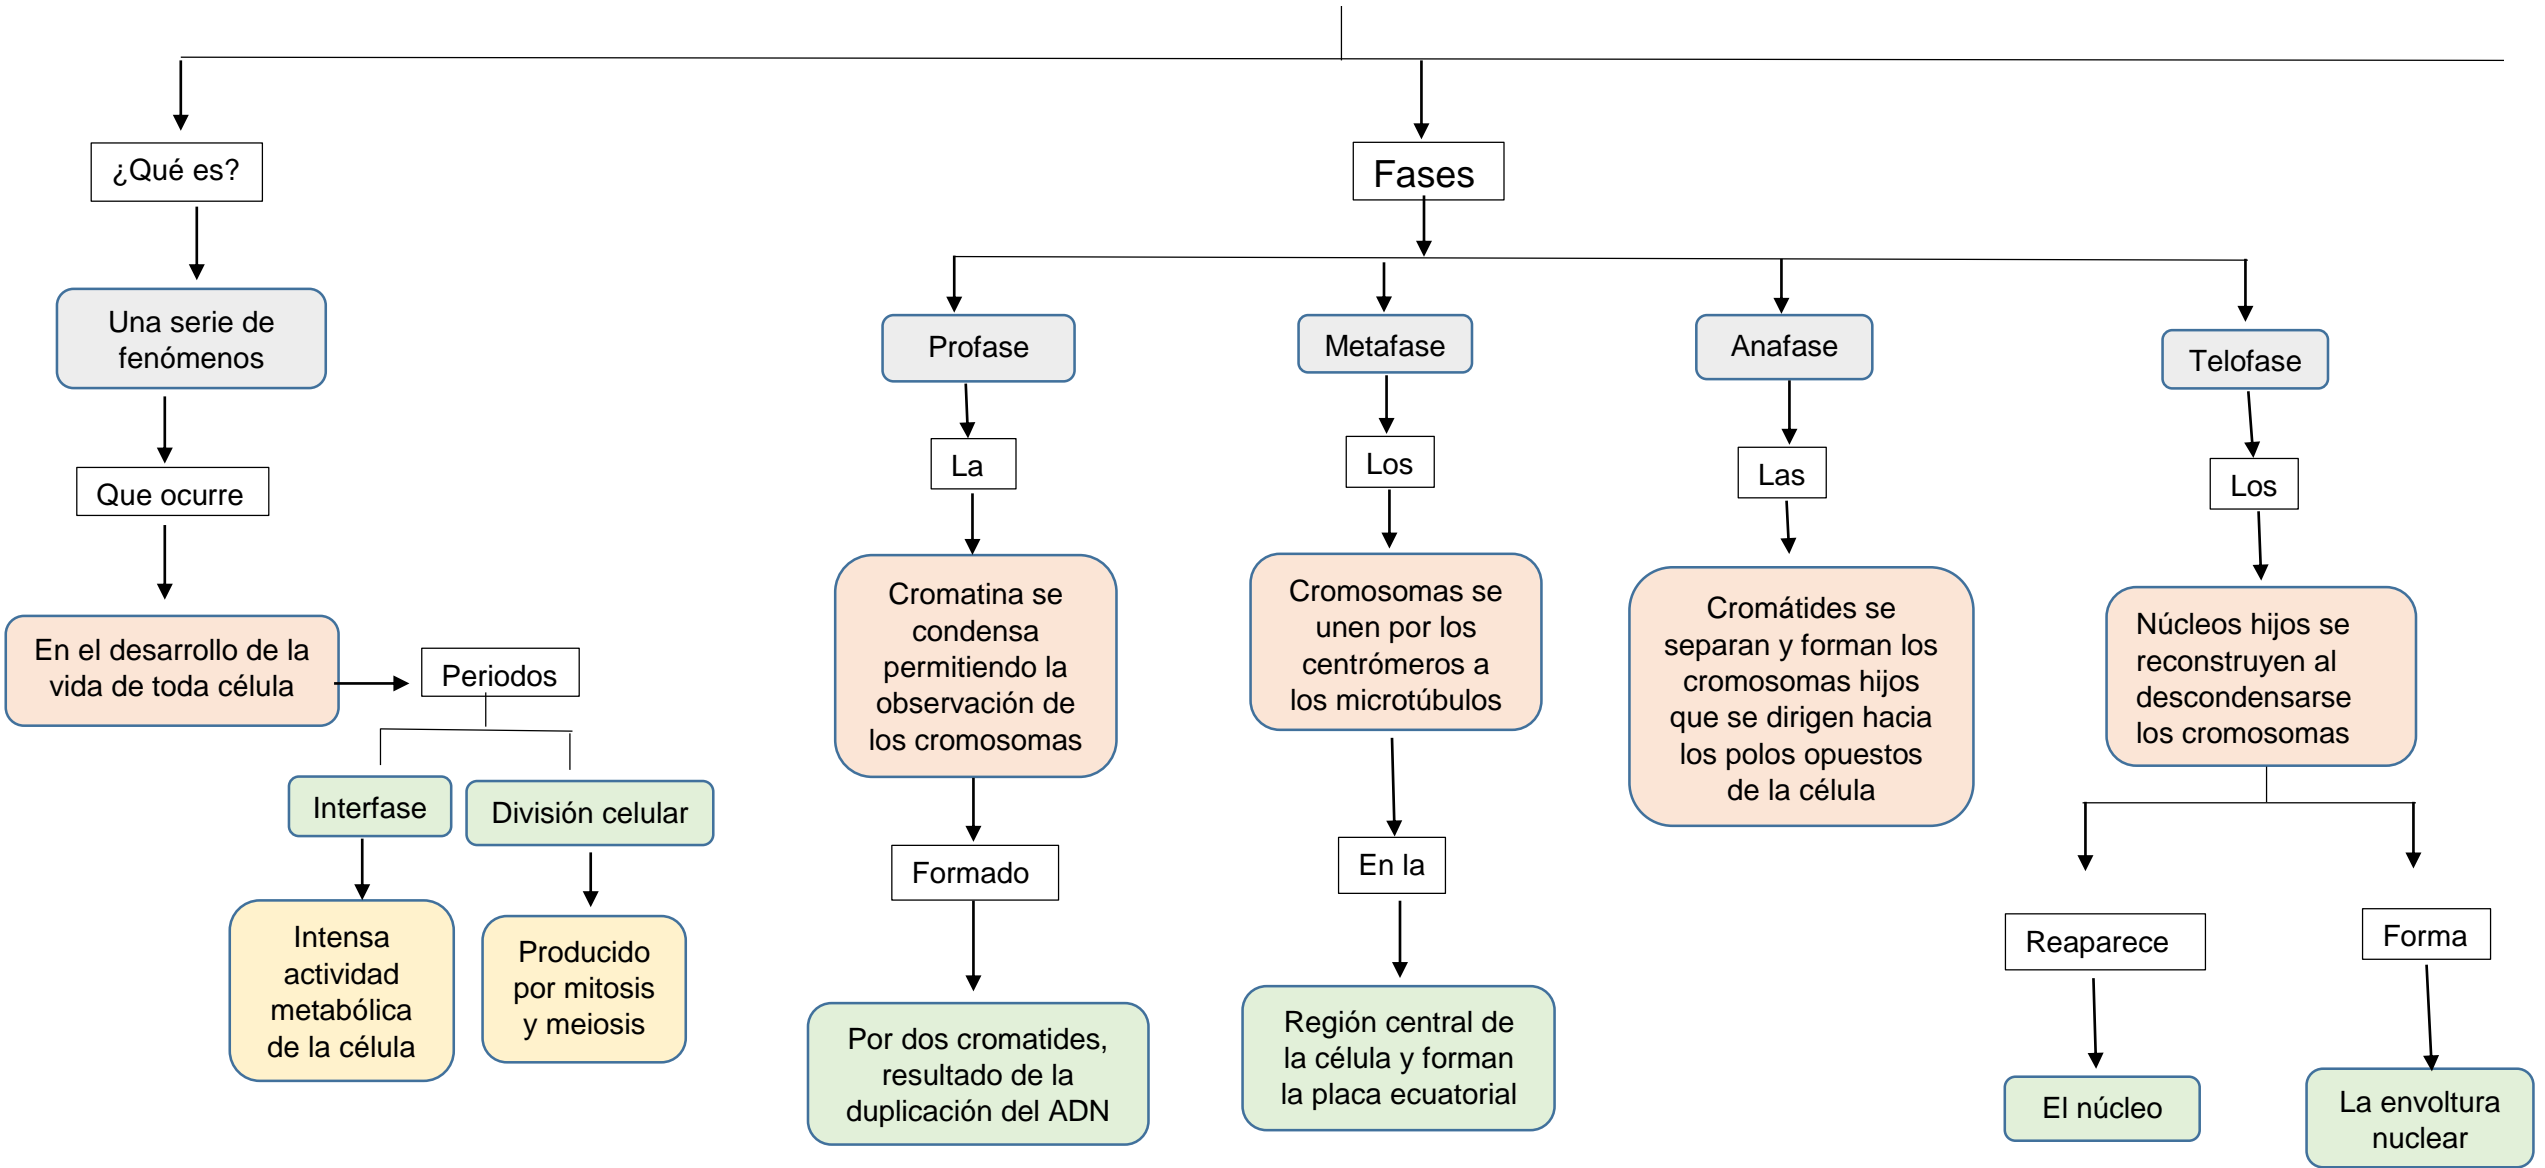 ¿Qué es?
Una serie de
fenómenos
Que ocurre
En el desarrollo de la
vida de toda célula
Periodos
Interfase
Intensa
actividad
metabólica
de la célula
División celular
Producido
por mitosis
y meiosis
Fases
Profase
La
Cromatina se
condensa
permitiendo la
observación de
los cromosomas
Formado
Por dos cromatides,
resultado de la
duplicación del ADN
Metafase
Los
Cromosomas se
unen por los
centrómeros a
los microtúbulos
En la
Región central de
la célula y forman
la placa ecuatorial
Anafase
Las
Cromátides se
separan y forman los
cromosomas hijos
que se dirigen hacia
los polos opuestos
de la célula
Telofase
Los
Núcleos hijos se
reconstruyen al
descondensarse
los cromosomas
Reaparece
El núcleo
Forma
La envoltura
nuclear